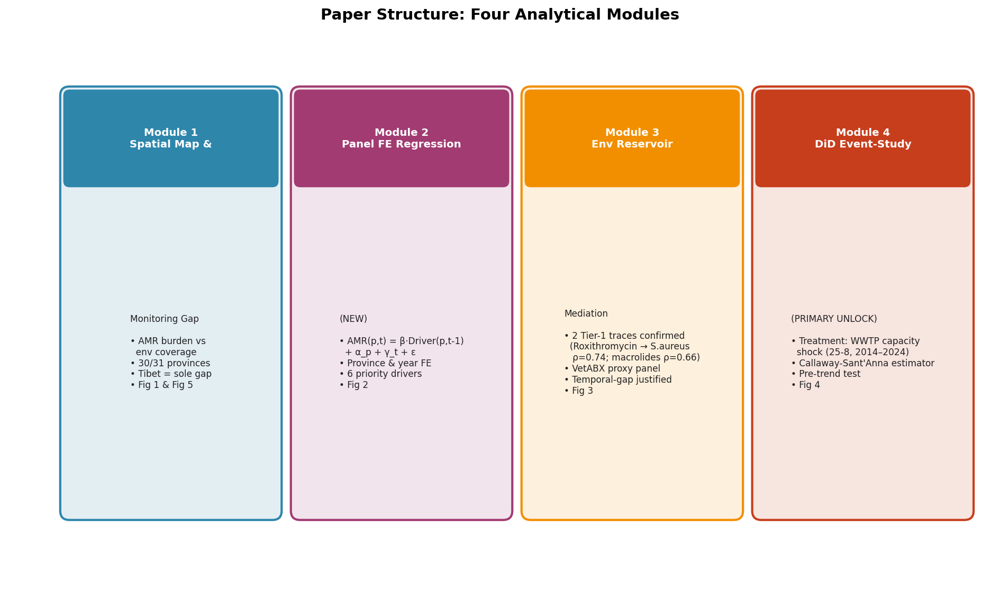 Paper Structure: Four Analytical Modules
Module 1
Spatial Map &
Monitoring Gap
• AMR burden vs
env coverage
• 30/31 provinces
• Tibet = sole gap
• Fig 1 & Fig 5
Module 2
Panel FE Regression
(NEW)
• AMR(p,t) = β·Driver(p,t-1)
+ α_p + γ_t + ε
• Province & year FE
• 6 priority drivers
• Fig 2
Module 3
Env Reservoir
Mediation
• 2 Tier-1 traces confirmed
(Roxithromycin → S.aureus
ρ=0.74; macrolides ρ=0.66)
• VetABX proxy panel
• Temporal-gap justified
• Fig 3
Module 4
DiD Event-Study
(PRIMARY UNLOCK)
• Treatment: WWTP capacity
shock (25-8, 2014–2024)
• Callaway-Sant'Anna estimator
• Pre-trend test
• Fig 4